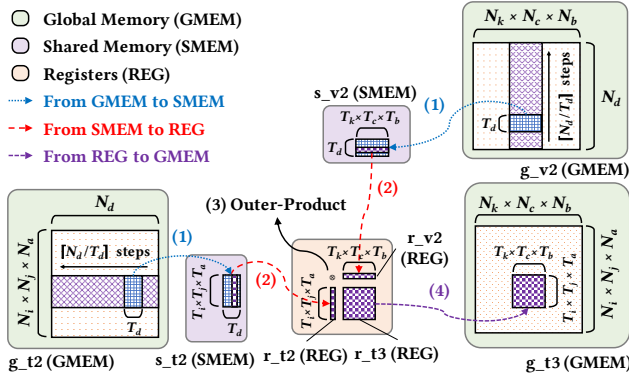 Global Memory (GMEM)
Shared Memory (SMEM)
Registers (REG)
From GMEM to SMEM
From SMEM to REG
From REG to GMEM
s_v2 (SMEM)
T_k×T_c×T_b
T_d
(1)
(2)
N_k × N_c × N_b
⌈N_d/T_d⌉ steps
N_d
T_d
g_v2 (GMEM)
N_d
⌈N_d/T_d⌉ steps
(1)
N_i × N_j × N_a
T_d
g_t2 (GMEM)
T_i×T_j×T_a
T_d
s_t2 (SMEM)
(2)
(3) Outer-Product
r_v2
(REG)
T_k×T_c×T_b
⊗
T_i×T_j×T_a
r_t2 (REG)
r_t3 (REG)
(4)
N_k × N_c × N_b
T_k×T_c×T_b
T_i×T_j×T_a
N_i × N_j × N_a
g_t3 (GMEM)